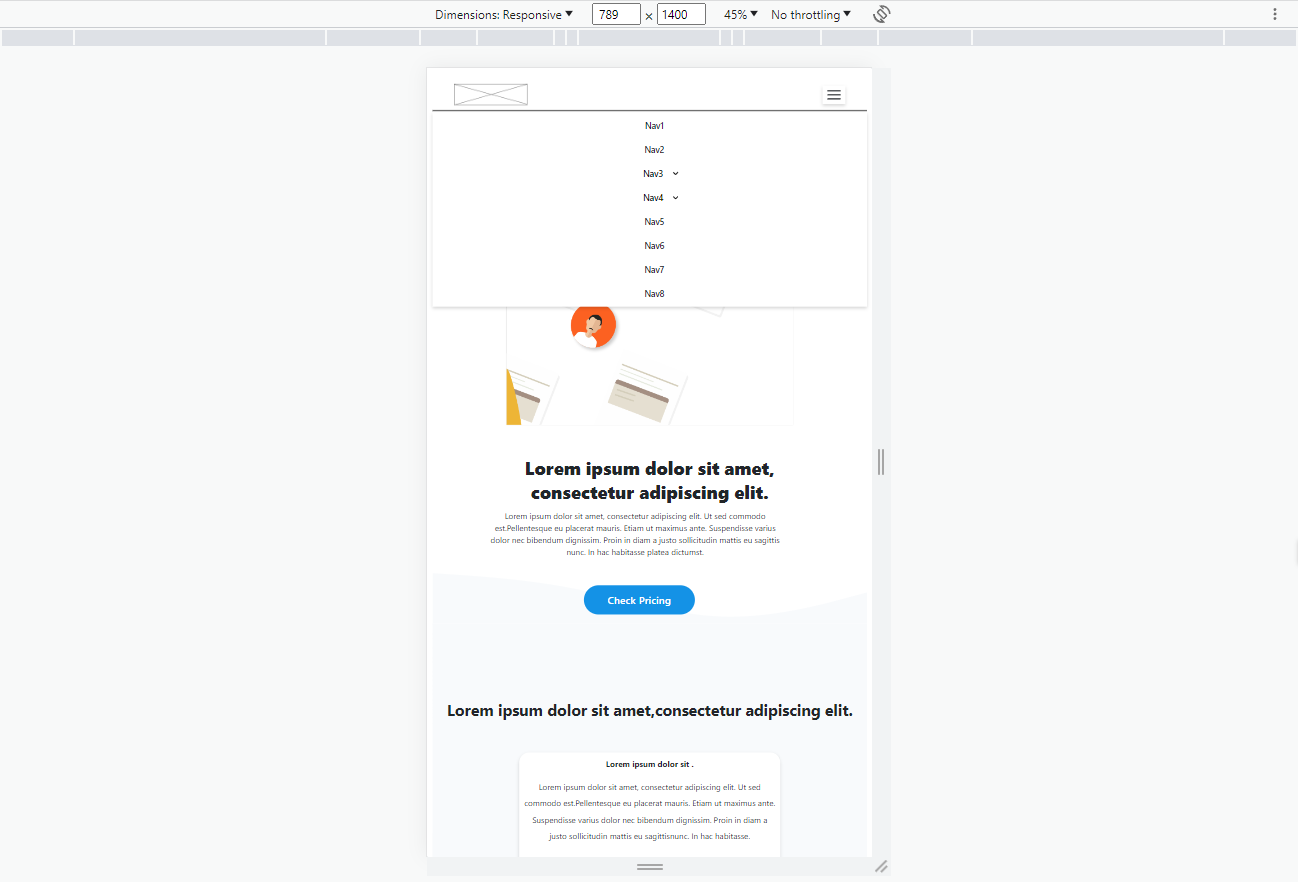 Dimensions: Responsive 789 × 1400 45% No throttling
Nav1
Nav2
Nav3
Nav4
Nav5
Nav6
Nav7
Nav8
Lorem ipsum dolor sit amet,
consectetur adipiscing elit.
Lorem ipsum dolor sit amet, consectetur adipiscing elit. Ut sed commodo
est.Pellentesque eu placerat mauris. Etiam ut maximus ante. Suspendisse varius
dolor nec bibendum dignissim. Proin in diam a justo sollicitudin mattis eu sagittis
nunc. In hac habitasse platea dictumst.
Check Pricing
Lorem ipsum dolor sit amet,consectetur adipiscing elit.
Lorem ipsum dolor sit .
Lorem ipsum dolor sit amet, consectetur adipiscing elit. Ut sed
commodo est.Pellentesque eu placerat mauris. Etiam ut maximus ante.
Suspendisse varius dolor nec bibendum dignissim. Proin in diam a
justo sollicitudin mattis eu sagittisnunc. In hac habitasse.